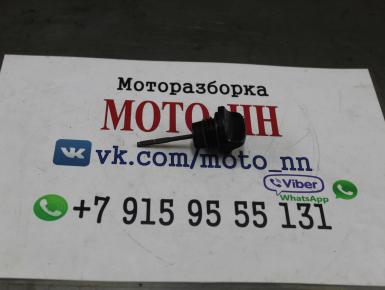 Моторазборка
МОТО НН
vk.com/moto_nn
Viber
WhatsApp
+7 915 95 55 131